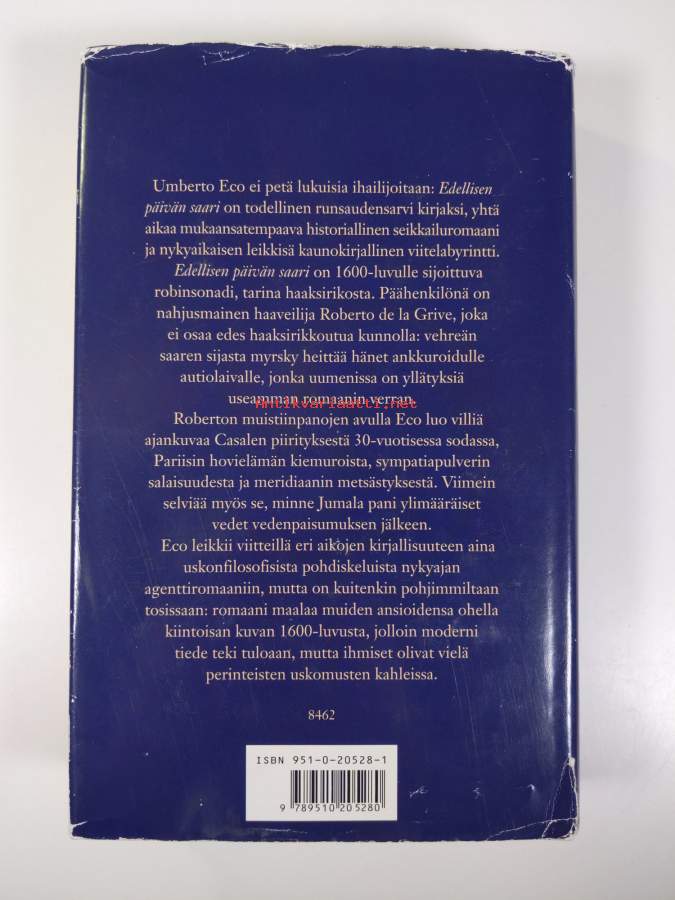 Umberto Eco ei petä lukuisia ihailijoitaan: Edellisen
päivän saari on todellinen runsaudensarvi kirjaksi, yhtä
aikaa mukaansatempaava historiallinen seikkailuromaani
ja nykyaikaisen leikkisä kaunokirjallinen viitelabyrintti.
Edellisen päivän saari on 1600-luvulle sijoittuva
robinsonadi, tarina haaksirikosta. Päähenkilönä on
nahjusmainen haaveilija Roberto de la Grive, joka
ei osaa edes haaksirikkoutua kunnolla: vehreän
saaren sijasta myrsky heittää hänet ankkuroidulle
autiolaivalle, jonka uumenissa on yllätyksiä
useamman romaanin verran.
Antikvariaatti.net
Roberton muistiinpanojen avulla Eco luo villiä
ajankuvaa Casalen piirityksestä 30-vuotisessa sodassa,
Pariisin hovielämän kiemuroista, sympatiapulverin
salaisuudesta ja meridiaanin metsästyksestä. Viimein
selviää myös se, minne Jumala pani ylimääräiset
vedet vedenpaisumuksen jälkeen.
Eco leikkii viitteillä eri aikojen kirjallisuuteen aina
uskonfilosofisista pohdiskeluista nykyajan
agenttiromaaniin, mutta on kuitenkin pohjimmiltaan
tosissaan: romaani maalaa muiden ansioidensa ohella
kiintoisan kuvan 1600-luvusta, jolloin moderni
tiede teki tuloaan, mutta ihmiset olivat vielä
perinteisten uskomusten kahleissa.
8462
ISBN 951-0-20528-1
9 789510 205280